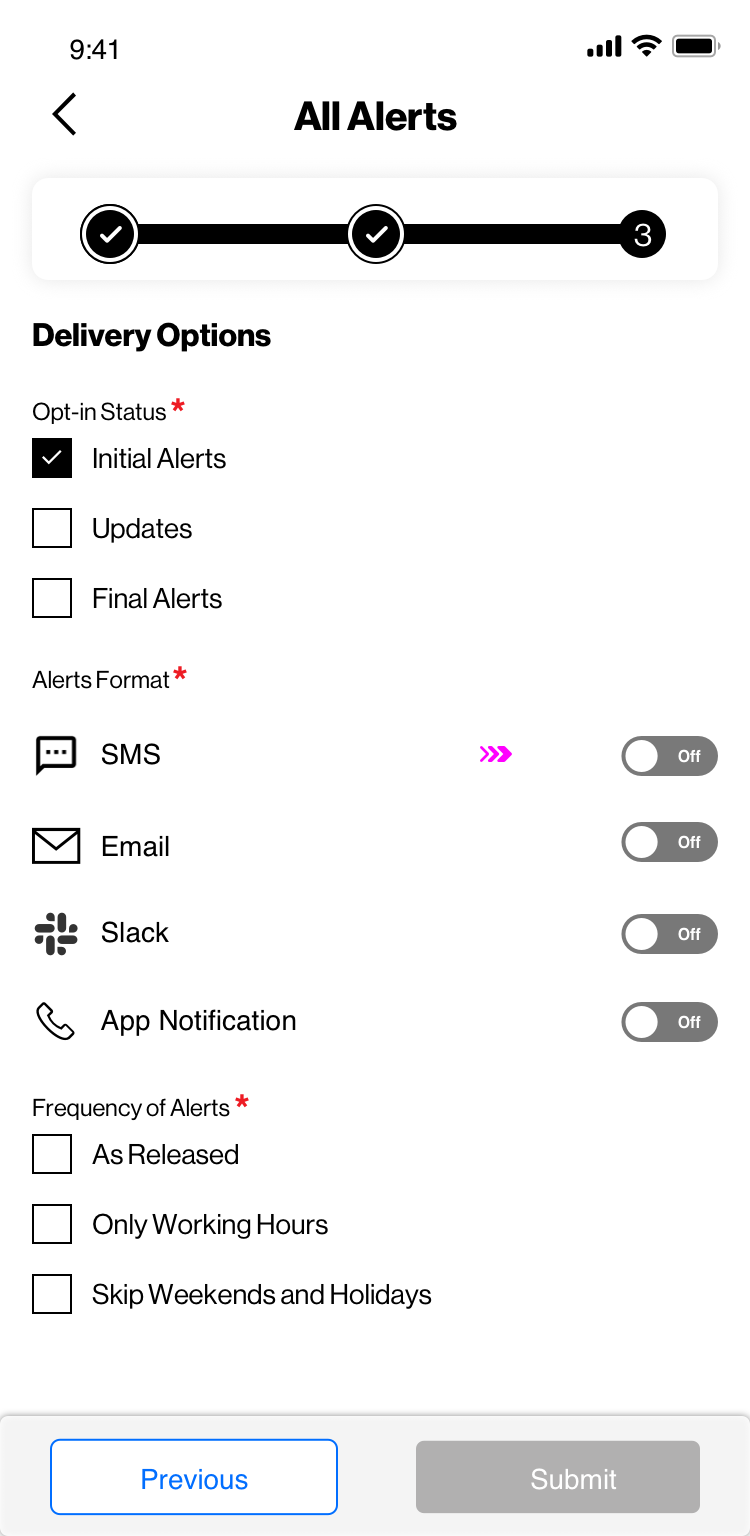 9:41
All Alerts
3
Delivery Options
Opt-in Status *
Initial Alerts
Updates
Final Alerts
Alerts Format *
SMS
Off
Email
Off
Slack
Off
App Notification
Off
Frequency of Alerts *
As Released
Only Working Hours
Skip Weekends and Holidays
Previous
Submit